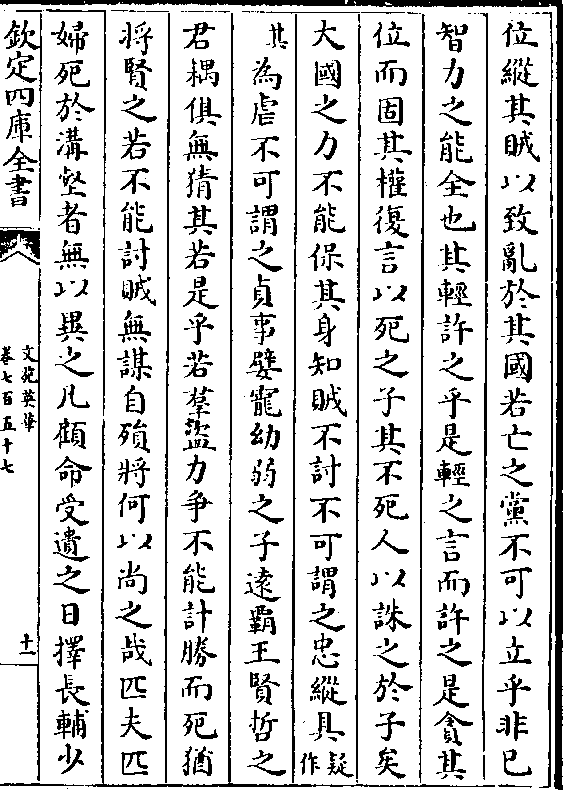 位縱其賊以致亂於其國若亡之黨不可以立乎非已
智力之能全也其輕許之乎是輕之言而許之是貪其
位而固其權復言以死之子其不死人以誅之於子矣
大國之力不能保其身知賊不討不可謂之忠縱具疑作
其為虐不可謂之貞事嬖寵幼弱之子遠覇王賢哲之
君稱俱無猜其若是乎若羣盜力爭不能計勝而死猶
將賢之若不能討賊無謀自殞將何以尚之哉匹夫匹
婦死於溝壑者無以異之凡顧命受遺之日擇長輔少
欽定四庫全書
文苑英華
卷七百五十七
十一